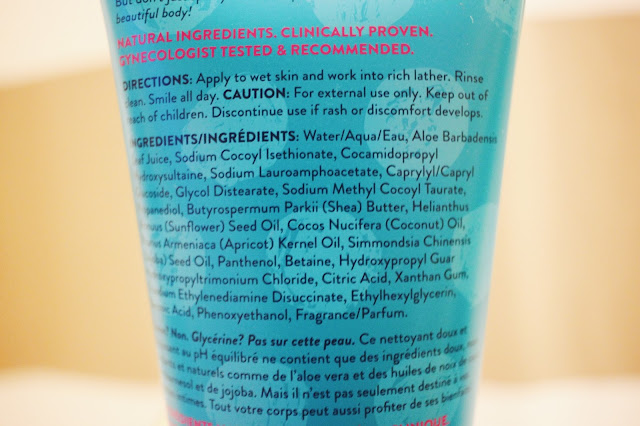 But don't just
beautiful body!
NATURAL INGREDIENTS. CLINICALLY PROVEN.
GYNECOLOGIST TESTED & RECOMMENDED.
DIRECTIONS: Apply to wet skin and work into rich lather. Rinse
clean. Smile all day. CAUTION: For external use only. Keep out of
reach of children. Discontinue use if rash or discomfort develops.
INGREDIENTS/INGRÉDIENTS: Water/Aqua/Eau, Aloe Barbadensis
Leaf Juice, Sodium Cocoyl Isethionate, Cocamidopropyl
Hydroxysultaine, Sodium Lauroamphoacetate, Caprylyl/Capryl
Glucoside, Glycol Distearate, Sodium Methyl Cocoyl Taurate,
Propanediol, Butyrospermum Parkii (Shea) Butter, Helianthus
Annuus (Sunflower) Seed Oil, Cocos Nucifera (Coconut) Oil,
Prunus Armeniaca (Apricot) Kernel Oil, Simmondsia Chinensis
(Jojoba) Seed Oil, Panthenol, Betaine, Hydroxypropyl Guar
Hydroxypropyltrimonium Chloride, Citric Acid, Xanthan Gum,
Ethylenediamine Disuccinate, Ethylhexylglycerin,
Acid, Phenoxyethanol, Fragrance/Parfum.
Non. Glycérine? Pas sur cette peau. Ce nettoyant doux et
au pH équilibré ne contient que des ingrédients doux,
et naturels comme de l'aloe vera et des huiles de noix de
et de jojoba. Mais il n'est pas seulement destiné à vos
intimes. Tout votre corps peut aussi profiter de ses bienfaits